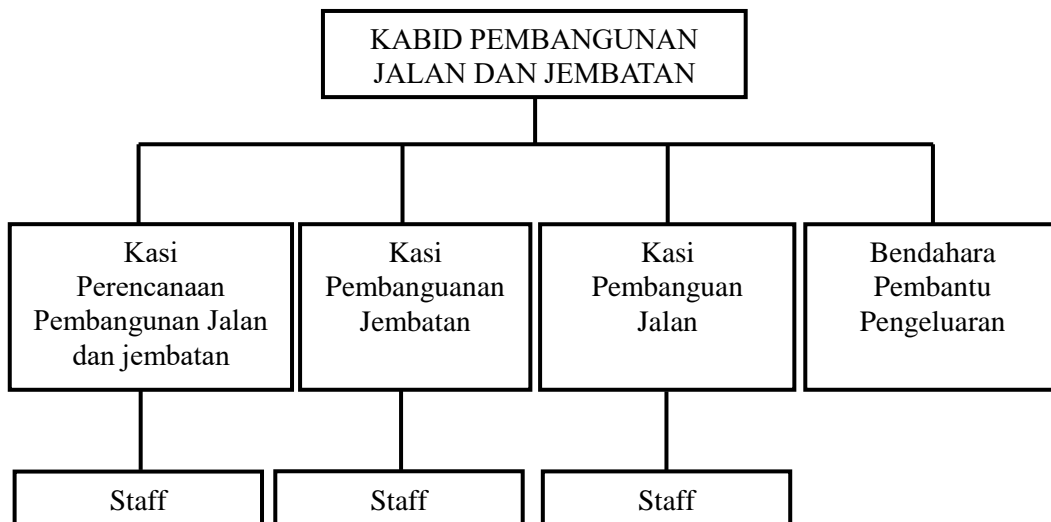 KABID PEMBANGUNAN
JALAN DAN JEMBATAN
Kasi
Perencanaan
Pembangunan Jalan
dan jembatan
Kasi
Pembanguanan
Jembatan
Kasi
Pembanguan
Jalan
Bendahara
Pembantu
Pengeluaran
Staff
Staff
Staff